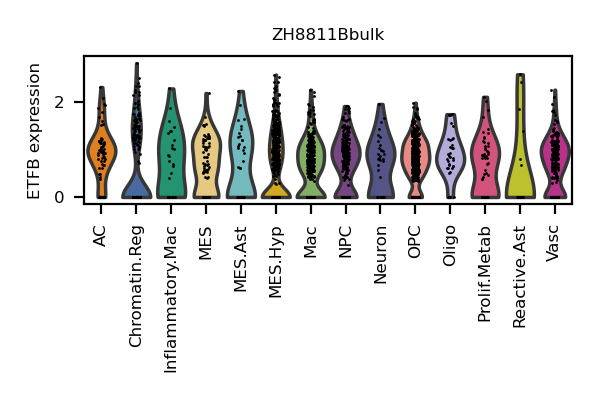 ZH8811Bbulk
ETFB expression
2
0
AC
Chromatin.Reg
Inflammatory.Mac
MES
MES.Ast
MES.Hyp
Mac
NPC
Neuron
OPC
Oligo
Prolif.Metab
Reactive.Ast
Vasc